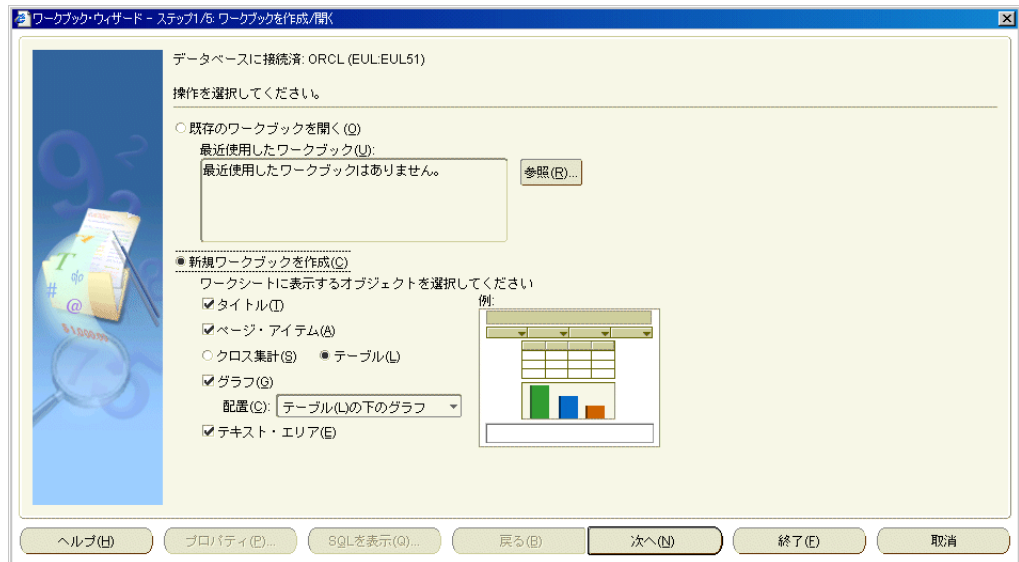 ワークブック・ウィザード - ステップ1/5: ワークブックを作成/開く
データベースに接続済: ORCL (EUL:EUL51)
操作を選択してください。
既存のワークブックを開く(O)
最近使用したワークブック(U):
最近使用したワークブックはありません。
参照(R)...
新規ワークブックを作成(C)
ワークシートに表示するオブジェクトを選択してください
タイトル(T)
例:
ページ・アイテム(A)
クロス集計(S) テーブル(L)
グラフ(G)
配置(C): テーブル(L)の下のグラフ
テキスト・エリア(E)
ヘルプ(H) プロパティ(P)... SQLを表示(Q)... 戻る(B) 次へ(N) 終了(F) 取消